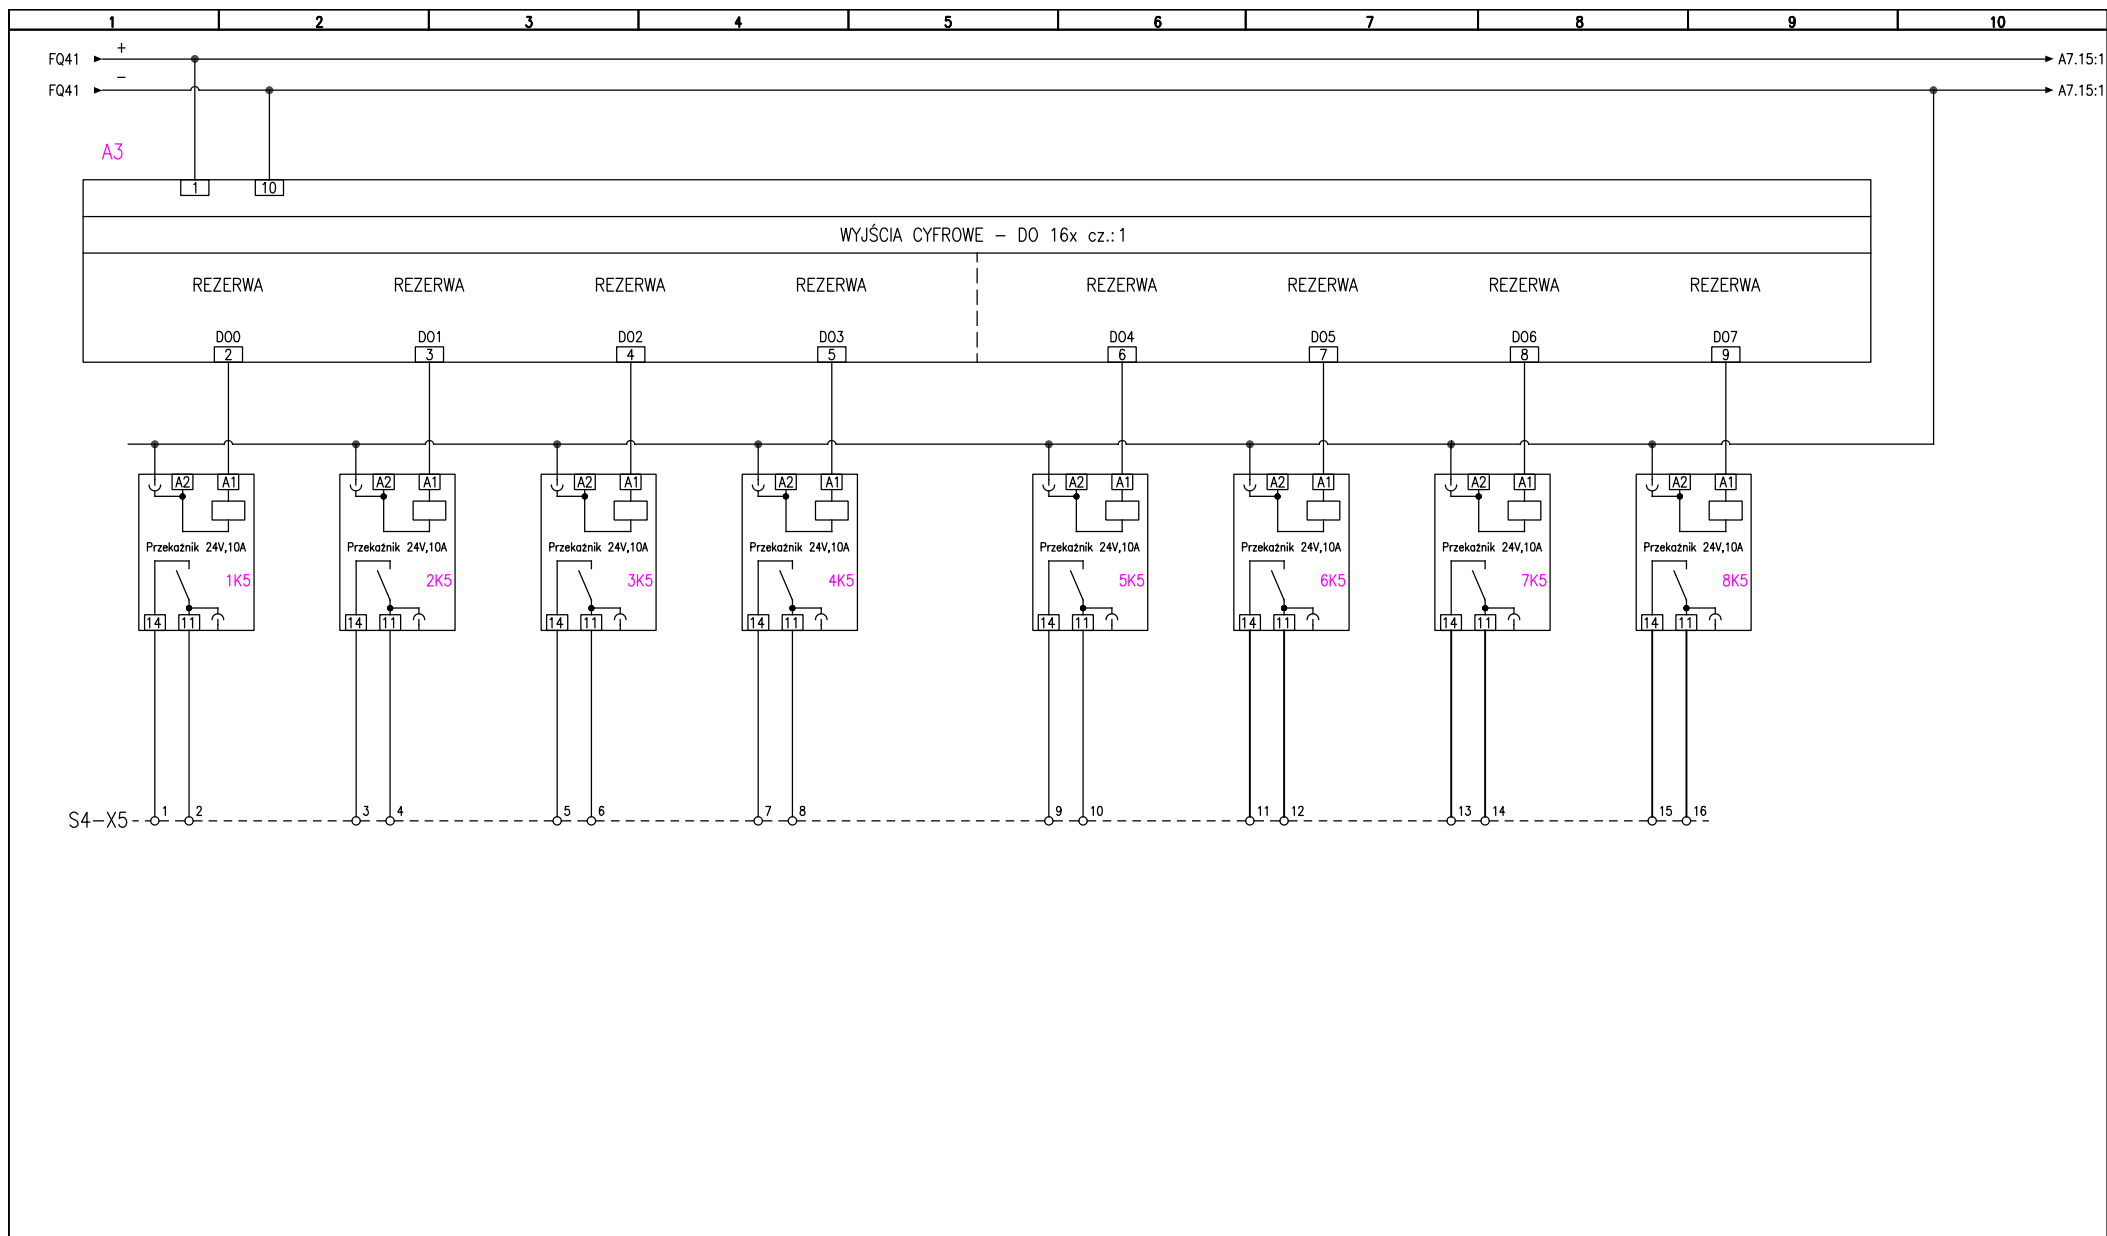 1 2 3 4 5 6 7 8 9 10
+
FQ41 A7.15:1
−
FQ41 A7.15:1
A3
1 10
WYJŚCIA CYFROWE − DO 16x cz.:1
REZERWA REZERWA REZERWA REZERWA REZERWA REZERWA REZERWA REZERWA
DO0 DO1 DO2 DO3 DO4 DO5 DO6 DO7
2 3 4 5 6 7 8 9
A2 A1 A2 A1 A2 A1 A2 A1 A2 A1 A2 A1 A2 A1 A2 A1
Przekaźnik 24V,10A Przekaźnik 24V,10A Przekaźnik 24V,10A Przekaźnik 24V,10A Przekaźnik 24V,10A Przekaźnik 24V,10A Przekaźnik 24V,10A Przekaźnik 24V,10A
1K5 2K5 3K5 4K5 5K5 6K5 7K5 8K5
14 11 14 11 14 11 14 11 14 11 14 11 14 11 14 11
1 2 3 4 5 6 7 8 9 10 11 12 13 14 15 16
S4−X5